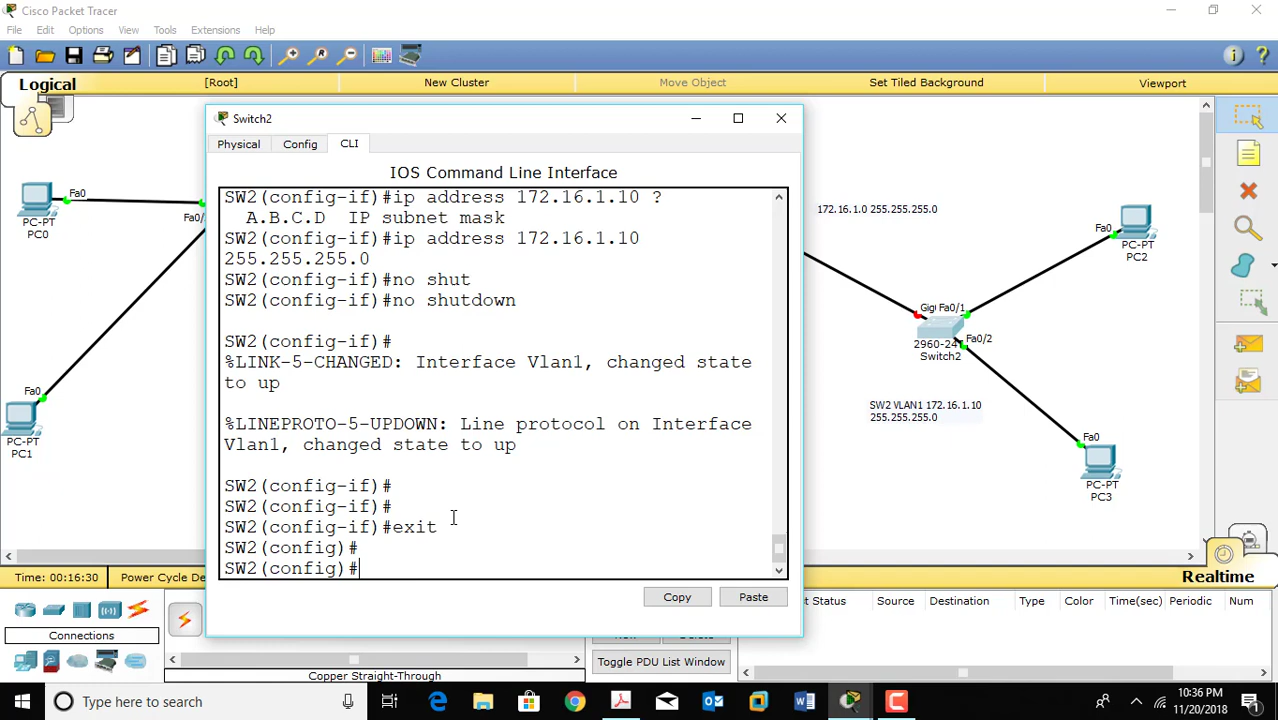 Cisco Packet Tracer
File Edit Options View Tools Extensions Help
Logical [Root] New Cluster Move Object Set Tiled Background Viewport
Switch2
Physical Config CLI
IOS Command Line Interface
SW2(config-if)#ip address 172.16.1.10 ?
A.B.C.D IP subnet mask
SW2(config-if)#ip address 172.16.1.10
255.255.255.0
SW2(config-if)#no shut
SW2(config-if)#no shutdown
SW2(config-if)#
%LINK-5-CHANGED: Interface Vlan1, changed state
to up
%LINEPROTO-5-UPDOWN: Line protocol on Interface
Vlan1, changed state to up
SW2(config-if)#
SW2(config-if)#
SW2(config-if)#exit
SW2(config)#
SW2(config)#
Copy Paste
Fa0
PC-PT
PC0
Fa0/
Fa0
PC-PT
PC1
172.16.1.0 255.255.255.0
PC-PT
PC2
Gigi Fa0/1
2960-24
Switch2
Fa0/2
SW2 VLAN1 172.16.1.10
255.255.255.0
Fa0
PC-PT
PC3
Time: 00:16:30 Power Cycle De
Realtime
Connections
Copper Straight-Through
Toggle PDU List Window
Status Source Destination Type Color Time(sec) Periodic Num
Type here to search
10:36 PM
11/20/2018